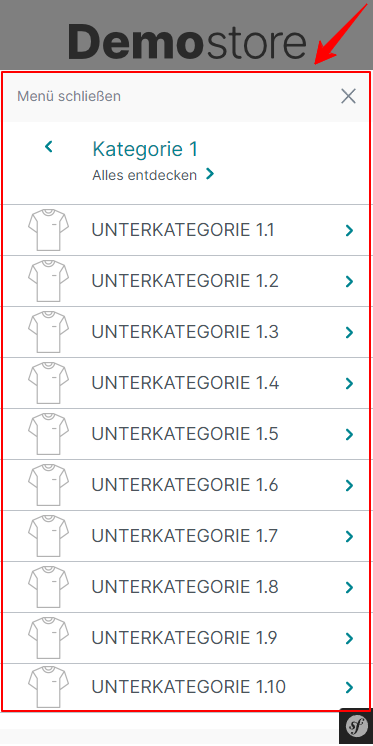 Demostore
Menü schließen
Kategorie 1
Alles entdecken
UNTERKATEGORIE 1.1
UNTERKATEGORIE 1.2
UNTERKATEGORIE 1.3
UNTERKATEGORIE 1.4
UNTERKATEGORIE 1.5
UNTERKATEGORIE 1.6
UNTERKATEGORIE 1.7
UNTERKATEGORIE 1.8
UNTERKATEGORIE 1.9
UNTERKATEGORIE 1.10
sf